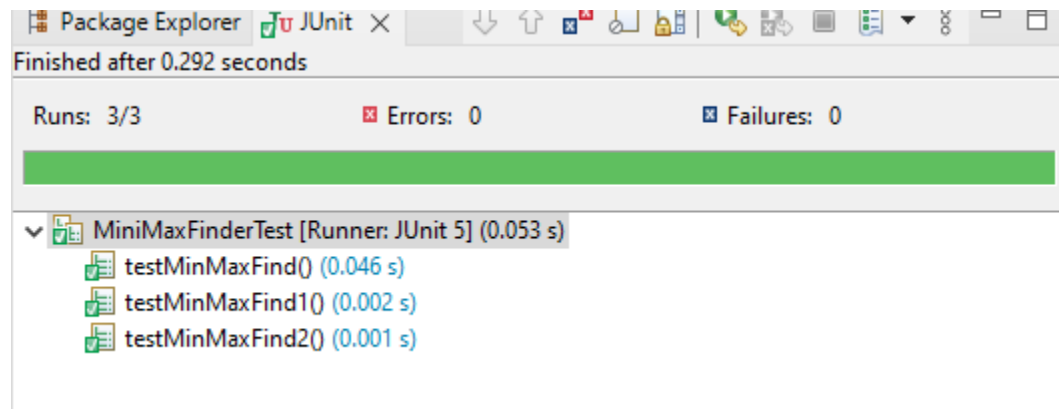 Package Explorer JUnit
Finished after 0.292 seconds
Runs: 3/3 Errors: 0 Failures: 0
MiniMaxFinderTest [Runner: JUnit 5] (0.053 s)
testMinMaxFind() (0.046 s)
testMinMaxFind1() (0.002 s)
testMinMaxFind2() (0.001 s)